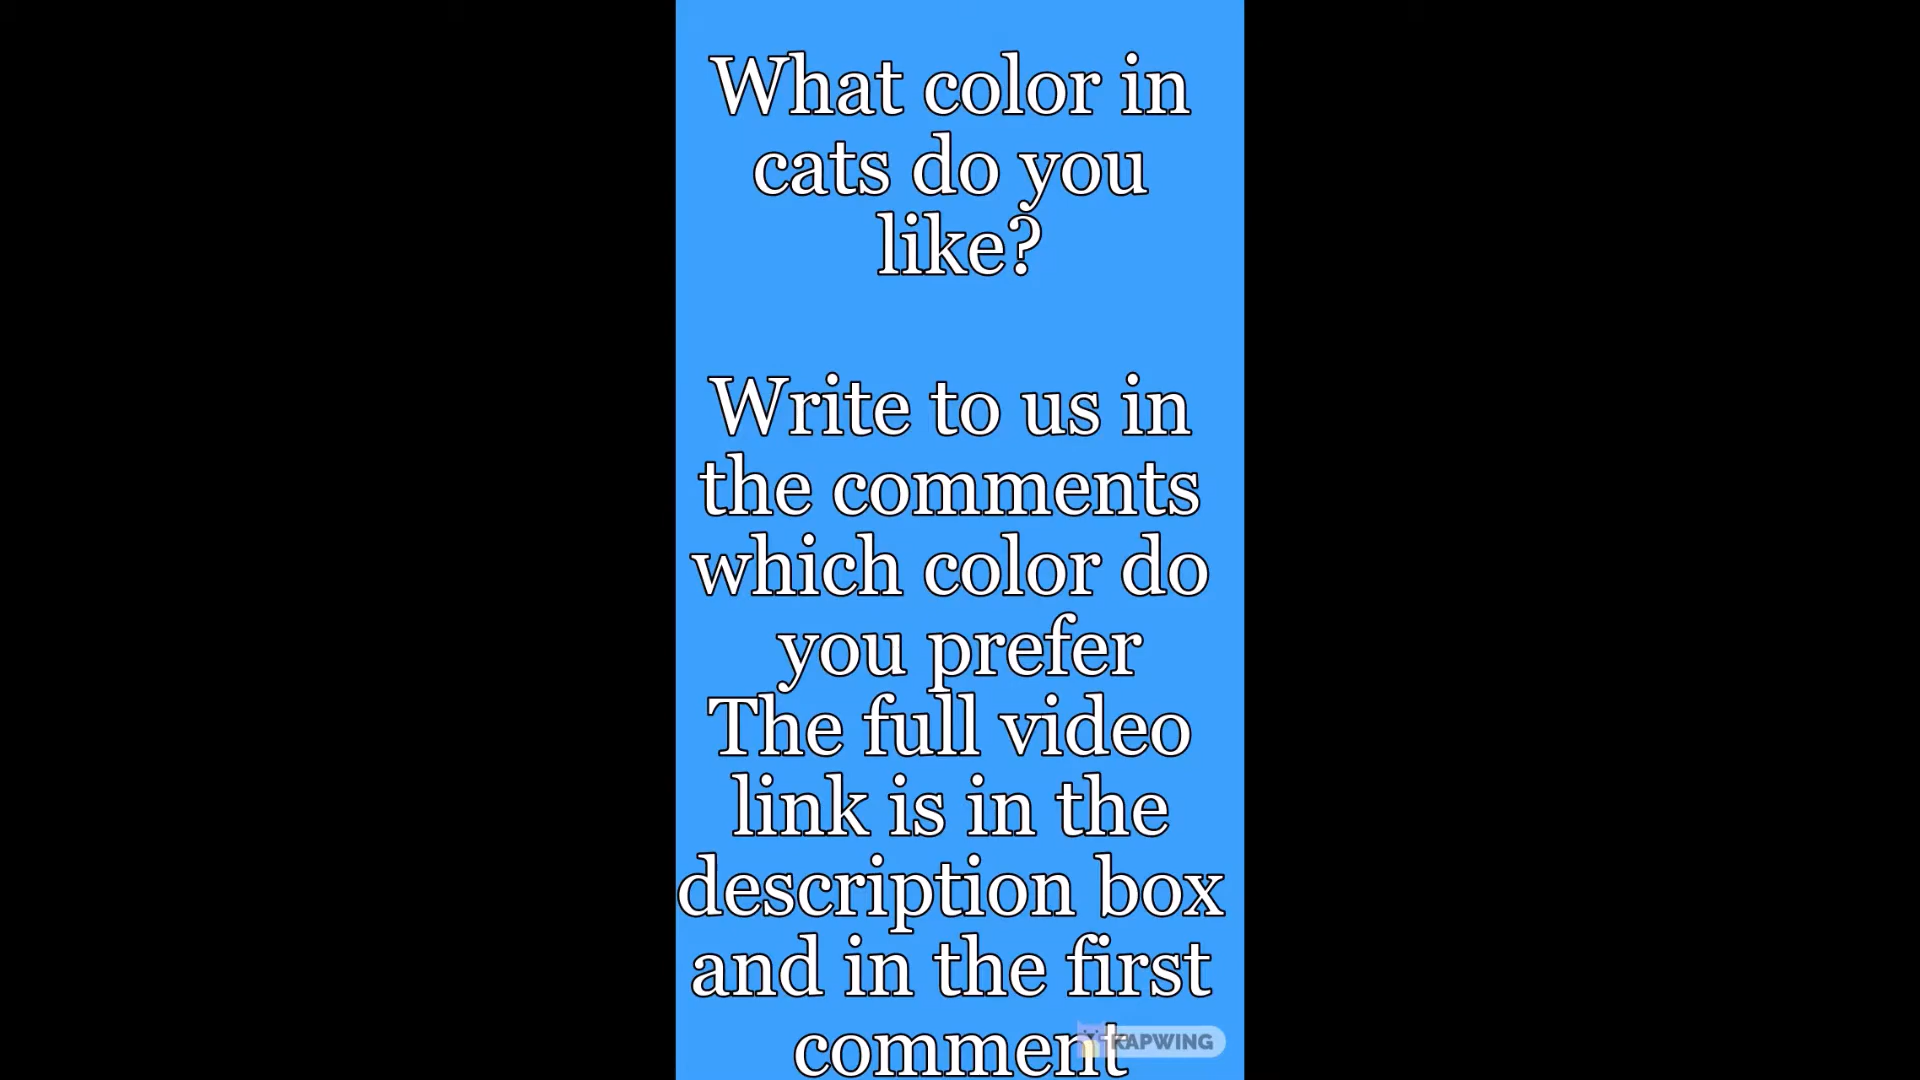 What color in
cats do you
like?
Write to us in
the comments
which color do
you prefer
The full video
link is in the
description box
and in the first
comment
KAPWING